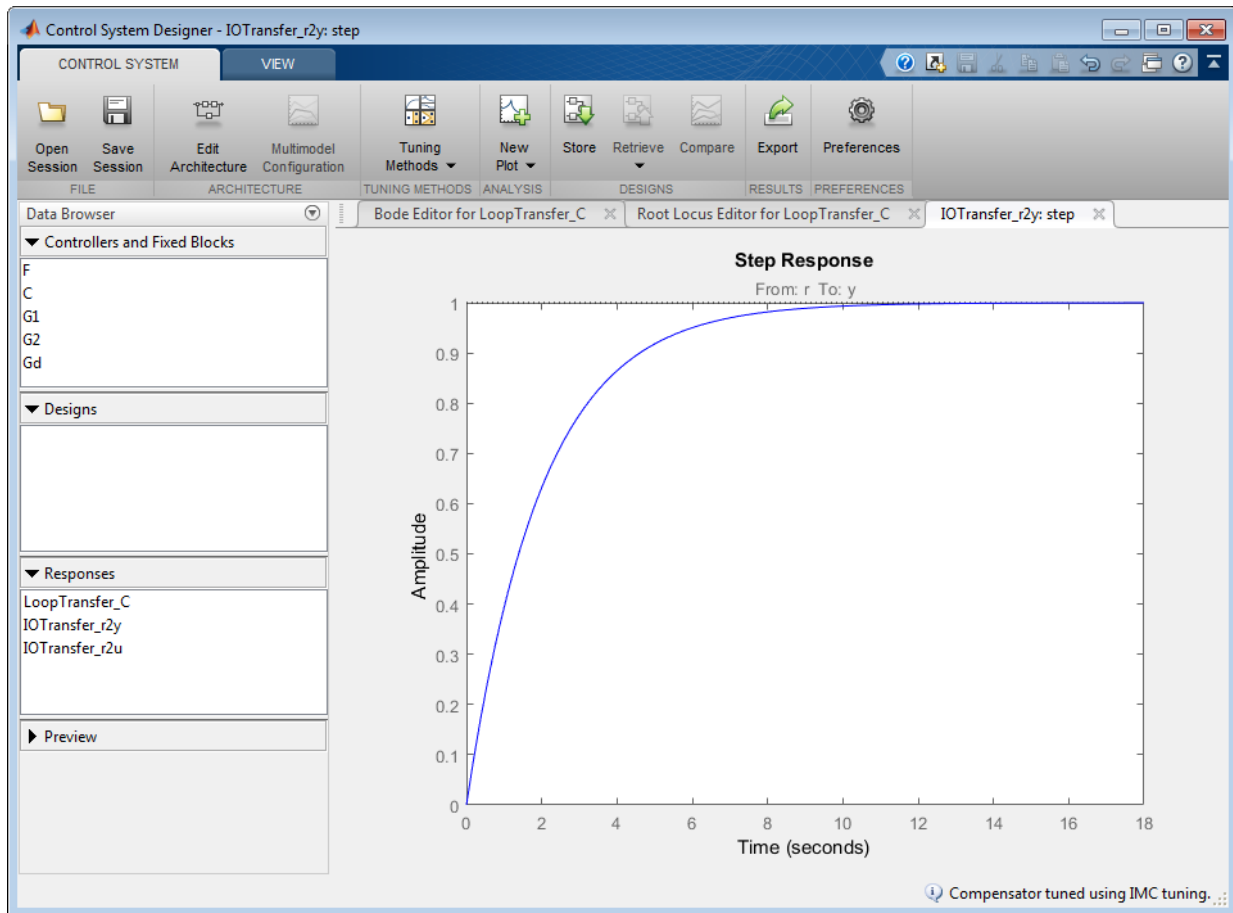 Control System Designer - IOTransfer_r2y: step
CONTROL SYSTEM VIEW
Open Session
Save Session
Edit Architecture
Multimodel Configuration
Tuning Methods
New Plot
Store
Retrieve
Compare
Export
Preferences
FILE ARCHITECTURE TUNING METHODS ANALYSIS DESIGNS RESULTS PREFERENCES
Data Browser
Controllers and Fixed Blocks
F
C
G1
G2
Gd
Designs
Responses
LoopTransfer_C
IOTransfer_r2y
IOTransfer_r2u
Preview
Bode Editor for LoopTransfer_C
Root Locus Editor for LoopTransfer_C
IOTransfer_r2y: step
Step Response
From: r To: y
1
0.9
0.8
0.7
0.6
0.5
0.4
0.3
0.2
0.1
0
Amplitude
0 2 4 6 8 10 12 14 16 18
Time (seconds)
Compensator tuned using IMC tuning.